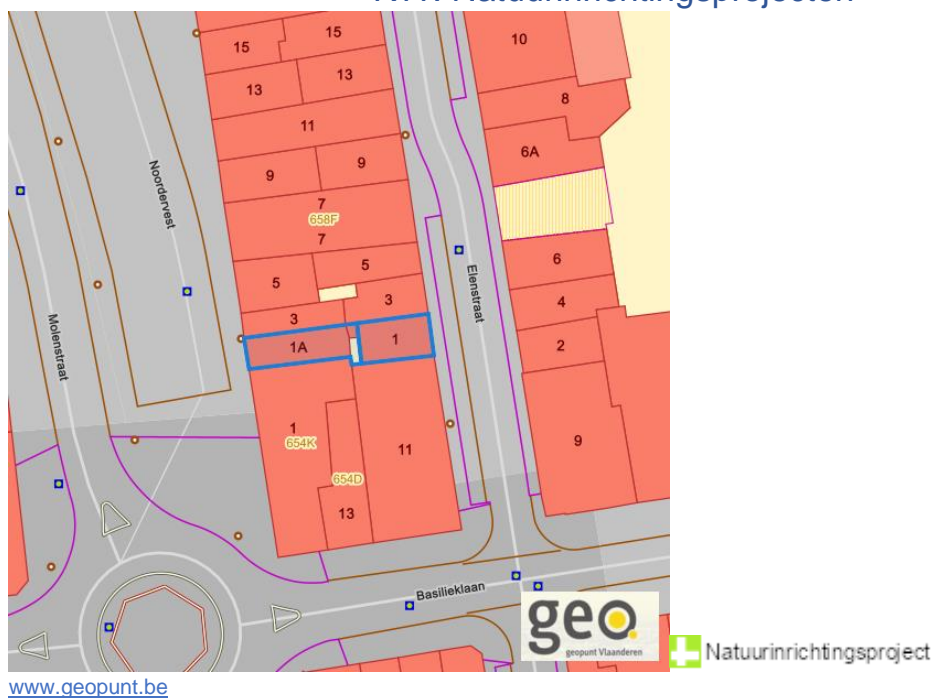 15
15
10
13
13
8
11
6A
9
9
Noordervest
7
658F
7
6
5
5
Elenstraat
3
4
3
1A
1
2
Molenstraat
1
654K
11
9
654D
13
Basilieklaan
geo
geopunt Vlaanderen
Natuurinrichtingsproject
www.geopunt.be